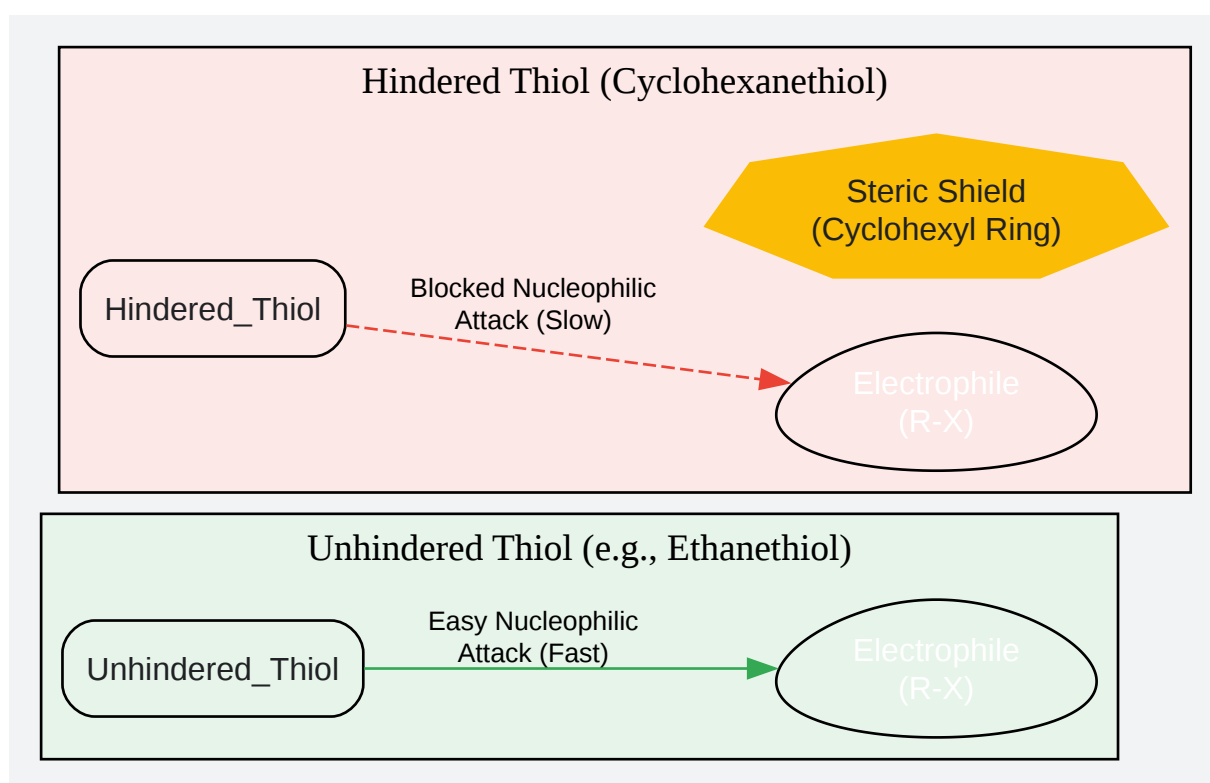 Hindered Thiol (Cyclohexanethiol)
Steric Shield
(Cyclohexyl Ring)
Hindered_Thiol
Blocked Nucleophilic
Attack (Slow)
Electrophile
(R-X)
Unhindered Thiol (e.g., Ethanethiol)
Unhindered_Thiol
Easy Nucleophilic
Attack (Fast)
Electrophile
(R-X)